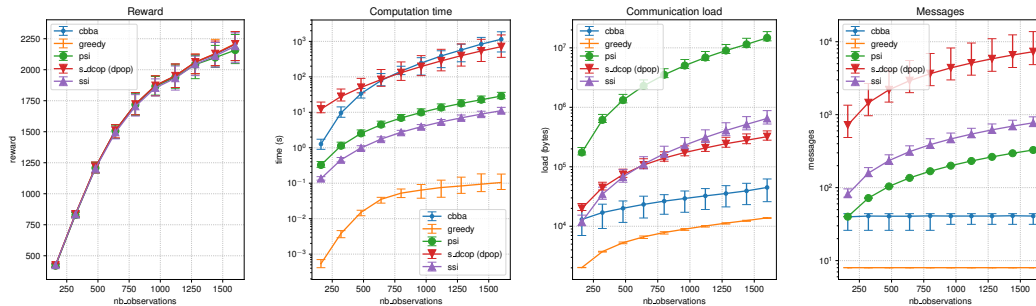 Reward
reward
2250
2000
1750
1500
1250
1000
750
500
250 500 750 1000 1250 1500
nb_observations
cbba
greedy
psi
s_dcop (dpop)
ssi
Computation time
time (s)
10³
10²
10¹
10⁰
10⁻¹
10⁻²
10⁻³
250 500 750 1000 1250 1500
nb_observations
cbba
greedy
psi
s_dcop (dpop)
ssi
Communication load
load (bytes)
10⁷
10⁶
10⁵
10⁴
250 500 750 1000 1250 1500
nb_observations
cbba
greedy
psi
s_dcop (dpop)
ssi
Messages
messages
10⁴
10³
10²
10¹
250 500 750 1000 1250 1500
nb_observations
cbba
greedy
psi
s_dcop (dpop)
ssi